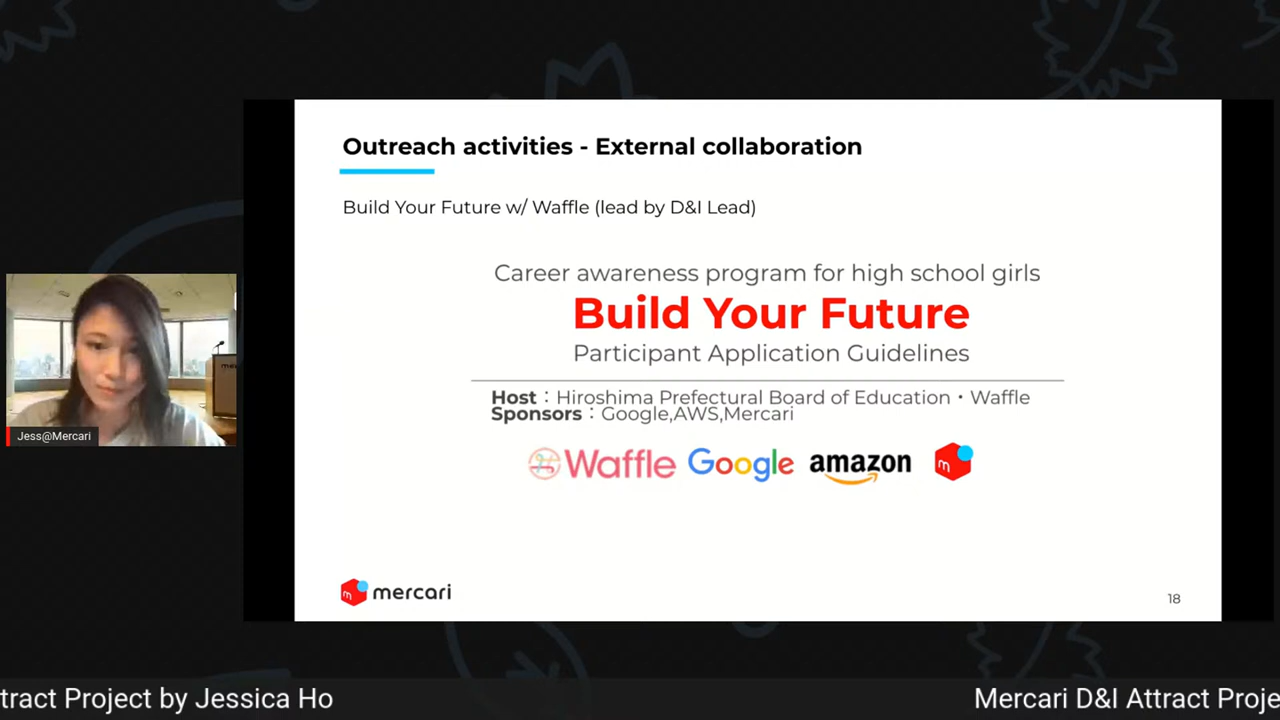 Outreach activities - External collaboration
Build Your Future w/ Waffle (lead by D&I Lead)
Career awareness program for high school girls
Build Your Future
Participant Application Guidelines
Host：Hiroshima Prefectural Board of Education・Waffle
Sponsors：Google,AWS,Mercari
Waffle Google amazon m
m mercari
18
Jess@Mercari
mer
tract Project by Jessica Ho
Mercari D&I Attract Proje